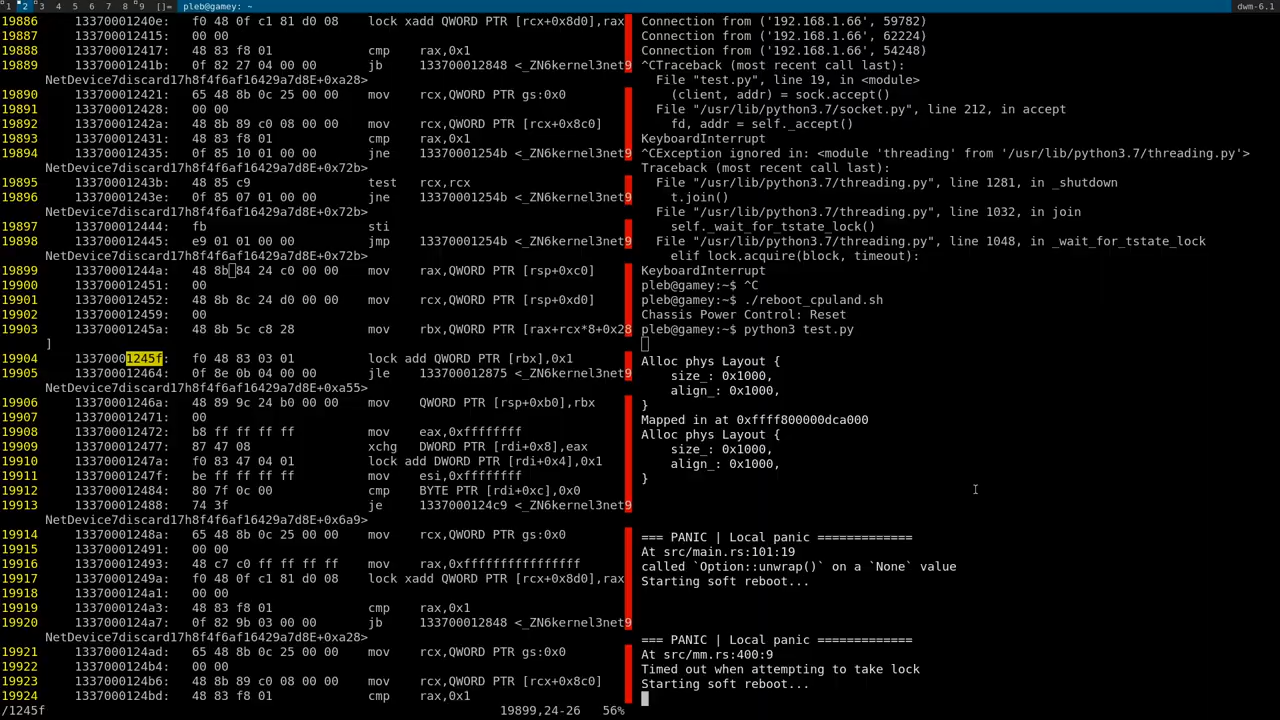 1 2 3 4 5 6 7 8 9 []= pleb@gamey: ~ dwm-6.1
19886 13370001240e: f0 48 0f c1 81 d0 08 lock xadd QWORD PTR [rcx+0x8d0],rax
19887 133700012415: 00 00
19888 133700012417: 48 83 f8 01 cmp rax,0x1
19889 13370001241b: 0f 82 27 04 00 00 jb 133700012848 <_ZN6kernel3net9
NetDevice7discard17h8f4f6af16429a7d8E+0xa28>
19890 133700012421: 65 48 8b 0c 25 00 00 mov rcx,QWORD PTR gs:0x0
19891 133700012428: 00 00
19892 13370001242a: 48 8b 89 c0 08 00 00 mov rcx,QWORD PTR [rcx+0x8c0]
19893 133700012431: 48 83 f8 01 cmp rax,0x1
19894 133700012435: 0f 85 10 01 00 00 jne 13370001254b <_ZN6kernel3net9
NetDevice7discard17h8f4f6af16429a7d8E+0x72b>
19895 13370001243b: 48 85 c9 test rcx,rcx
19896 13370001243e: 0f 85 07 01 00 00 jne 13370001254b <_ZN6kernel3net9
NetDevice7discard17h8f4f6af16429a7d8E+0x72b>
19897 133700012444: fb sti
19898 133700012445: e9 01 01 00 00 jmp 13370001254b <_ZN6kernel3net9
NetDevice7discard17h8f4f6af16429a7d8E+0x72b>
19899 13370001244a: 48 8b 84 24 c0 00 00 mov rax,QWORD PTR [rsp+0xc0]
19900 133700012451: 00
19901 133700012452: 48 8b 8c 24 d0 00 00 mov rcx,QWORD PTR [rsp+0xd0]
19902 133700012459: 00
19903 13370001245a: 48 8b 5c c8 28 mov rbx,QWORD PTR [rax+rcx*8+0x28
]
19904 13370001245f: f0 48 83 03 01 lock add QWORD PTR [rbx],0x1
19905 133700012464: 0f 8e 0b 04 00 00 jle 133700012875 <_ZN6kernel3net9
NetDevice7discard17h8f4f6af16429a7d8E+0xa55>
19906 13370001246a: 48 89 9c 24 b0 00 00 mov QWORD PTR [rsp+0xb0],rbx
19907 133700012471: 00
19908 133700012472: b8 ff ff ff ff mov eax,0xffffffff
19909 133700012477: 87 47 08 xchg DWORD PTR [rdi+0x8],eax
19910 13370001247a: f0 83 47 04 01 lock add DWORD PTR [rdi+0x4],0x1
19911 13370001247f: be ff ff ff ff mov esi,0xffffffff
19912 133700012484: 80 7f 0c 00 cmp BYTE PTR [rdi+0xc],0x0
19913 133700012488: 74 3f je 1337000124c9 <_ZN6kernel3net9
NetDevice7discard17h8f4f6af16429a7d8E+0x6a9>
19914 13370001248a: 65 48 8b 0c 25 00 00 mov rcx,QWORD PTR gs:0x0
19915 133700012491: 00 00
19916 133700012493: 48 c7 c0 ff ff ff ff mov rax,0xffffffffffffffff
19917 13370001249a: f0 48 0f c1 81 d0 08 lock xadd QWORD PTR [rcx+0x8d0],rax
19918 1337000124a1: 00 00
19919 1337000124a3: 48 83 f8 01 cmp rax,0x1
19920 1337000124a7: 0f 82 9b 03 00 00 jb 133700012848 <_ZN6kernel3net9
NetDevice7discard17h8f4f6af16429a7d8E+0xa28>
19921 1337000124ad: 65 48 8b 0c 25 00 00 mov rcx,QWORD PTR gs:0x0
19922 1337000124b4: 00 00
19923 1337000124b6: 48 8b 89 c0 08 00 00 mov rcx,QWORD PTR [rcx+0x8c0]
19924 1337000124bd: 48 83 f8 01 cmp rax,0x1
/1245f 19899,24-26 56%
Connection from ('192.168.1.66', 59782)
Connection from ('192.168.1.66', 62224)
Connection from ('192.168.1.66', 54248)
^CTraceback (most recent call last):
File "test.py", line 19, in <module>
(client, addr) = sock.accept()
File "/usr/lib/python3.7/socket.py", line 212, in accept
fd, addr = self._accept()
KeyboardInterrupt
^CException ignored in: <module 'threading' from '/usr/lib/python3.7/threading.py'>
Traceback (most recent call last):
File "/usr/lib/python3.7/threading.py", line 1281, in _shutdown
t.join()
File "/usr/lib/python3.7/threading.py", line 1032, in join
self._wait_for_tstate_lock()
File "/usr/lib/python3.7/threading.py", line 1048, in _wait_for_tstate_lock
elif lock.acquire(block, timeout):
KeyboardInterrupt
pleb@gamey:~$ ^C
pleb@gamey:~$ ./reboot_cpuland.sh
Chassis Power Control: Reset
pleb@gamey:~$ python3 test.py
Alloc phys Layout {
size_: 0x1000,
align_: 0x1000,
}
Mapped in at 0xffff800000dca000
Alloc phys Layout {
size_: 0x1000,
align_: 0x1000,
}
=== PANIC | Local panic =============
At src/main.rs:101:19
called `Option::unwrap()` on a `None` value
Starting soft reboot...
=== PANIC | Local panic =============
At src/mm.rs:400:9
Timed out when attempting to take lock
Starting soft reboot...